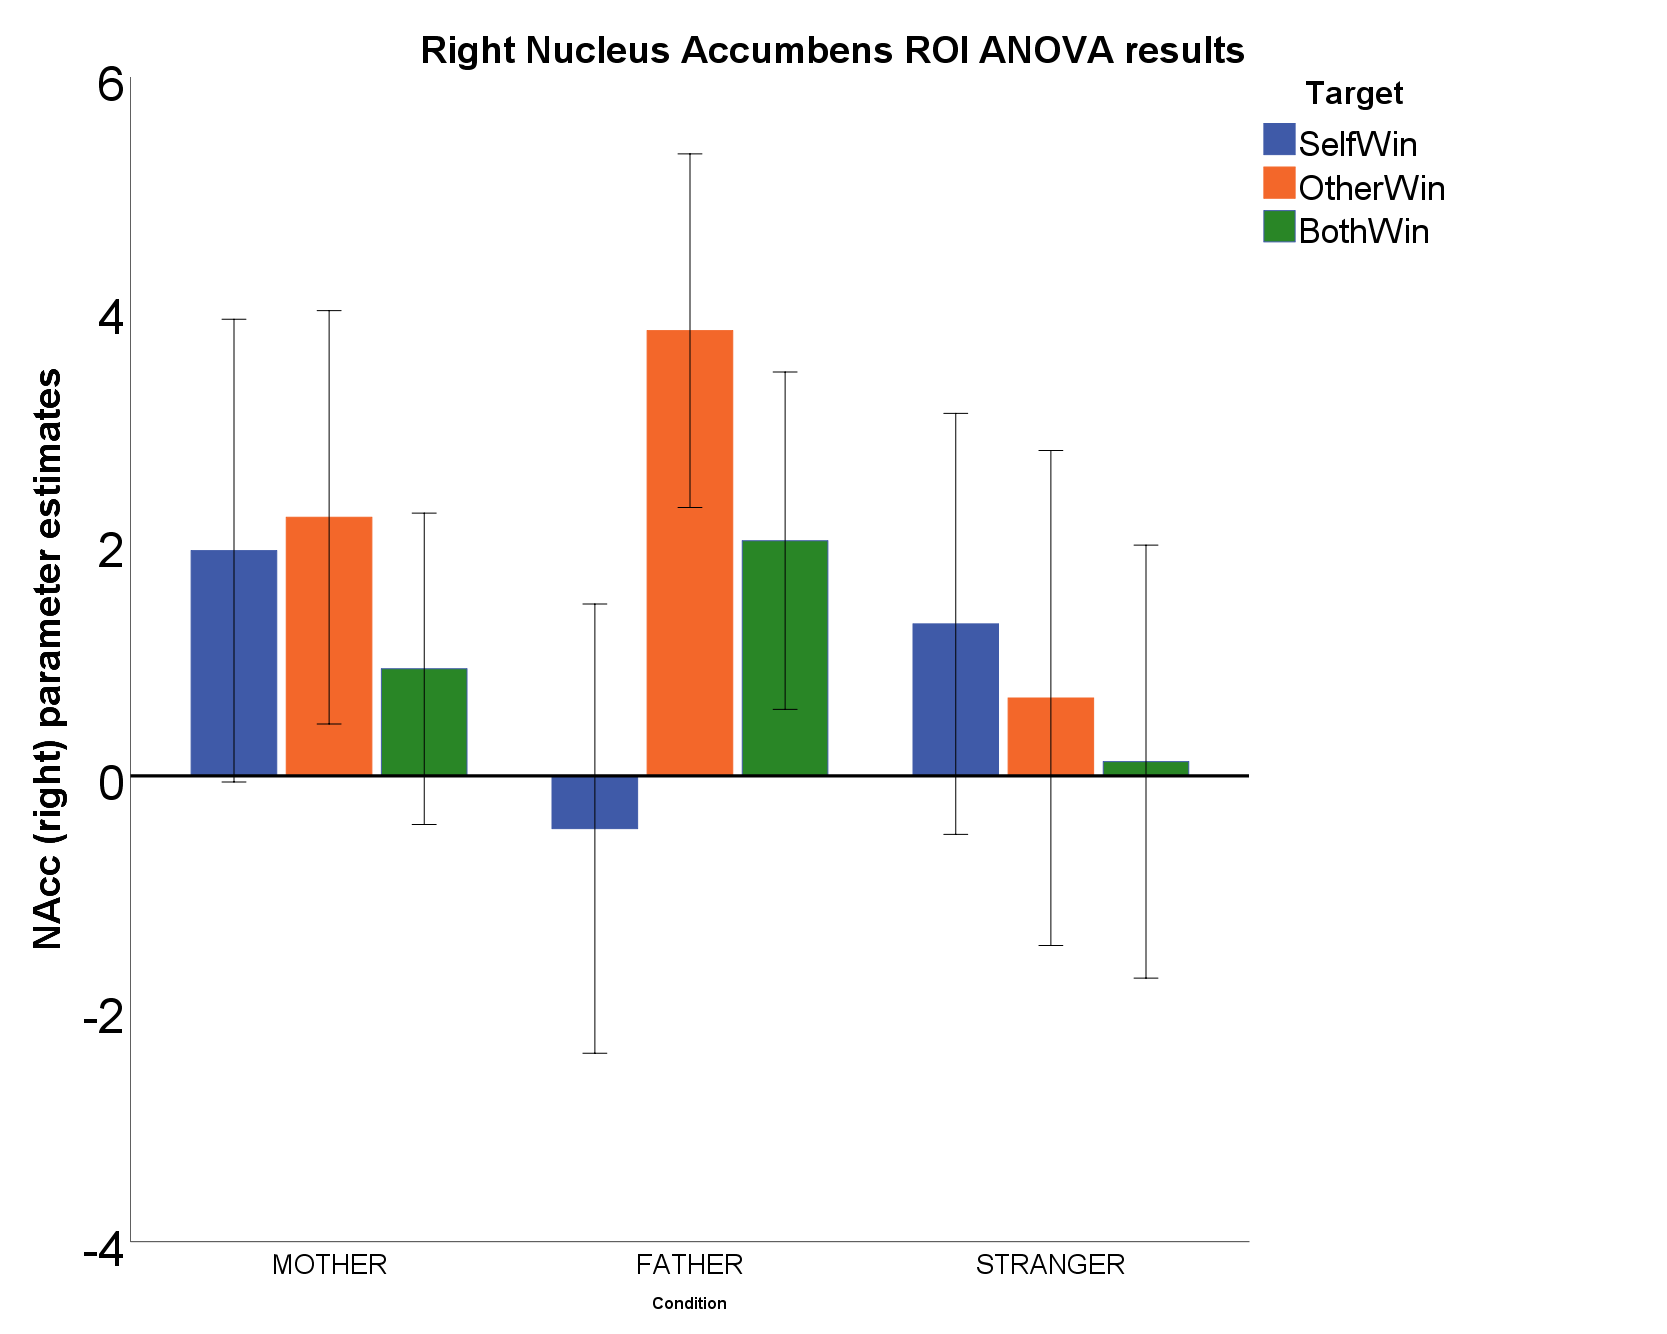 Right Nucleus Accumbens ROI ANOVA results
Target
SelfWin
OtherWin
BothWin
NAcc (right) parameter estimates
6
4
2
0
-2
-4
MOTHER FATHER STRANGER
Condition